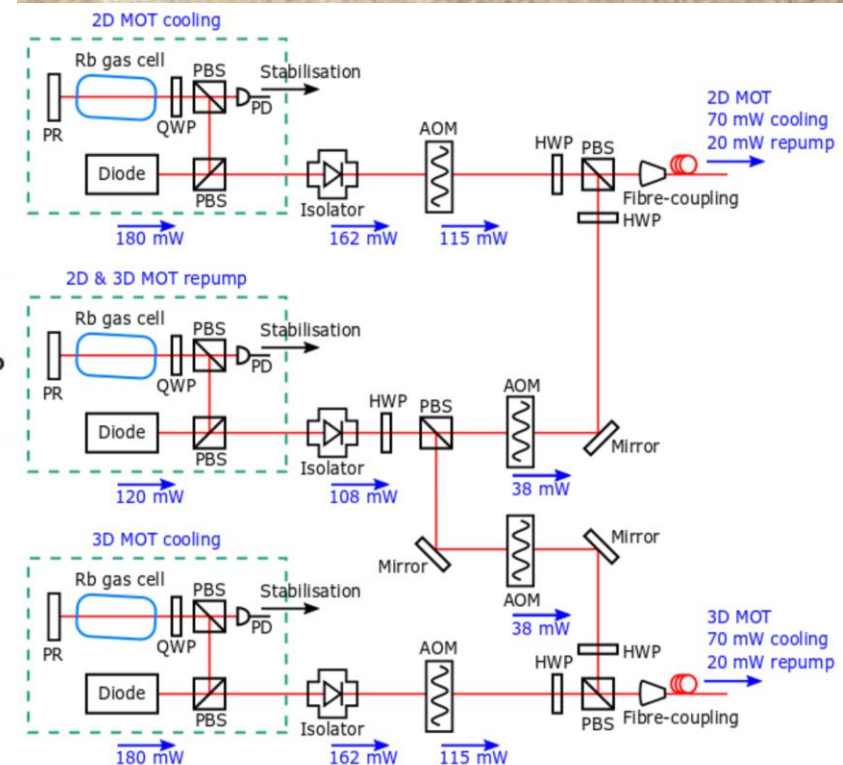 2D MOT cooling
Rb gas cell
PBS
Stabilisation
PD
QWP
PR
Diode
PBS
Isolator
AOM
HWP
PBS
Fibre-coupling
HWP
2D MOT
70 mW cooling
20 mW repump
180 mW
162 mW
115 mW
2D & 3D MOT repump
Rb gas cell
PBS
Stabilisation
PD
QWP
PR
Diode
PBS
Isolator
HWP
PBS
AOM
Mirror
120 mW
108 mW
38 mW
3D MOT cooling
Mirror
AOM
Mirror
38 mW
Rb gas cell
PBS
Stabilisation
PD
QWP
PR
Diode
PBS
Isolator
AOM
HWP
HWP
PBS
Fibre-coupling
3D MOT
70 mW cooling
20 mW repump
180 mW
162 mW
115 mW